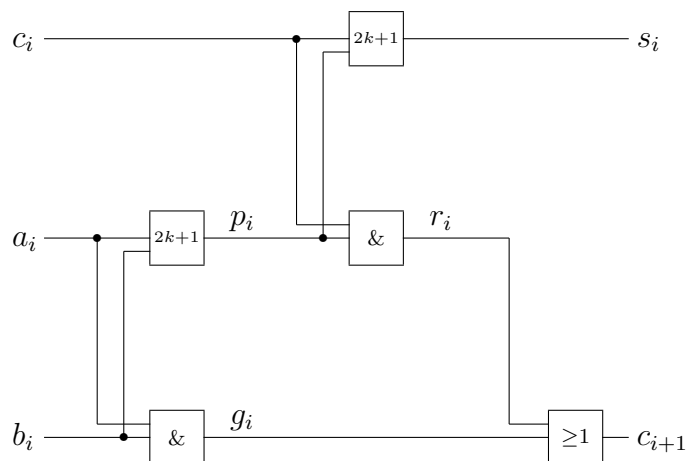 c_i 2k+1 s_i
a_i 2k+1 p_i & r_i
b_i & g_i ≥1 c_{i+1}